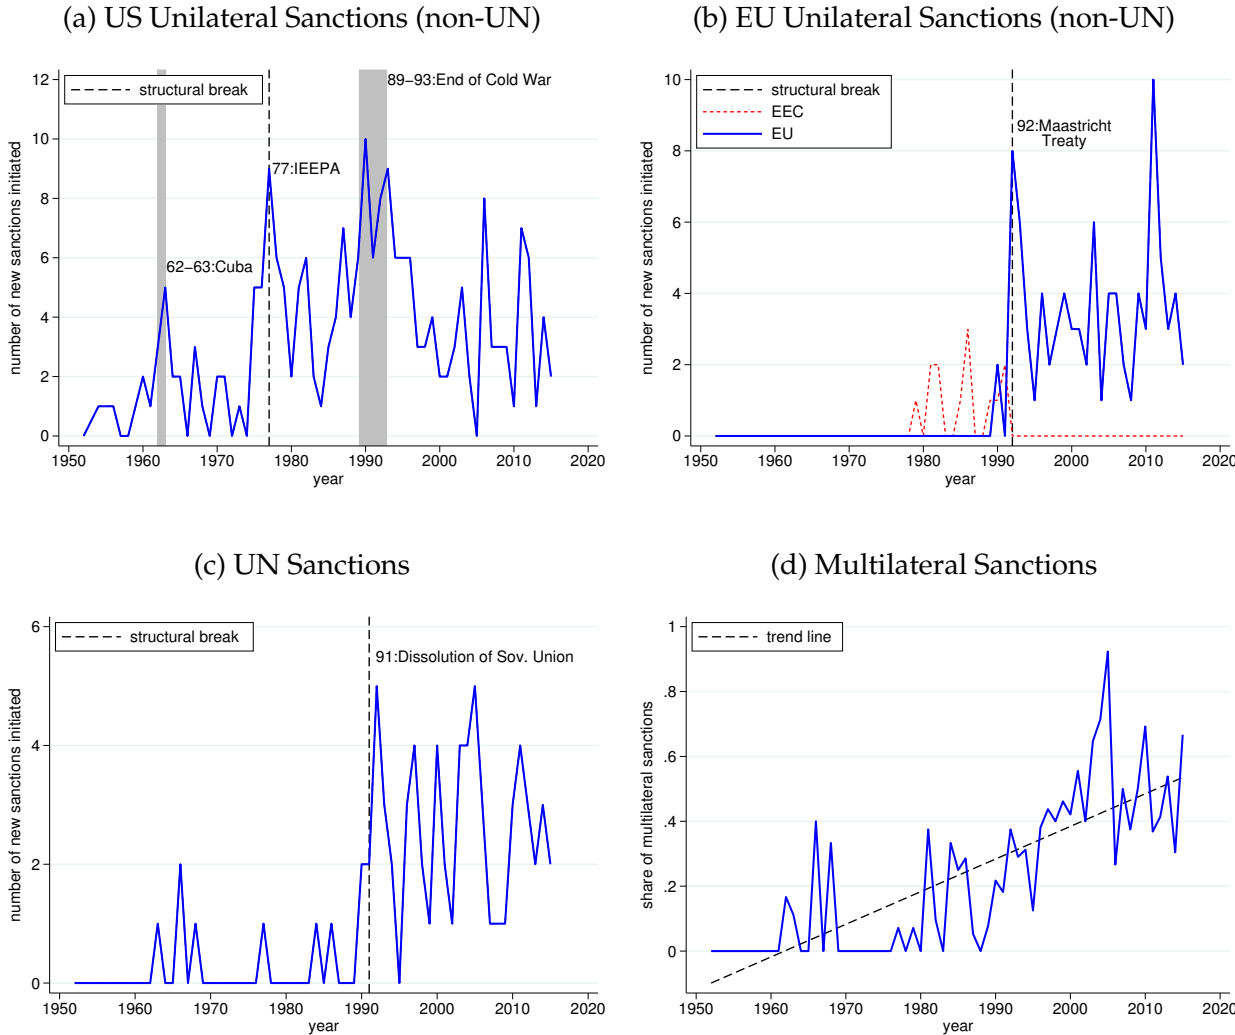 (a) US Unilateral Sanctions (non-UN)
number of new sanctions initiated
12
10
8
6
4
2
0
structural break
89–93:End of Cold War
77:IEEPA
62–63:Cuba
1950 1960 1970 1980 1990 2000 2010 2020
year
(b) EU Unilateral Sanctions (non-UN)
number of new sanctions initiated
10
8
6
4
2
0
structural break
EEC
EU
92:Maastricht
Treaty
1950 1960 1970 1980 1990 2000 2010 2020
year
(c) UN Sanctions
number of new sanctions initiated
6
4
2
0
structural break
91:Dissolution of Sov. Union
1950 1960 1970 1980 1990 2000 2010 2020
year
(d) Multilateral Sanctions
share of multilateral sanctions
1
.8
.6
.4
.2
0
trend line
1950 1960 1970 1980 1990 2000 2010 2020
year